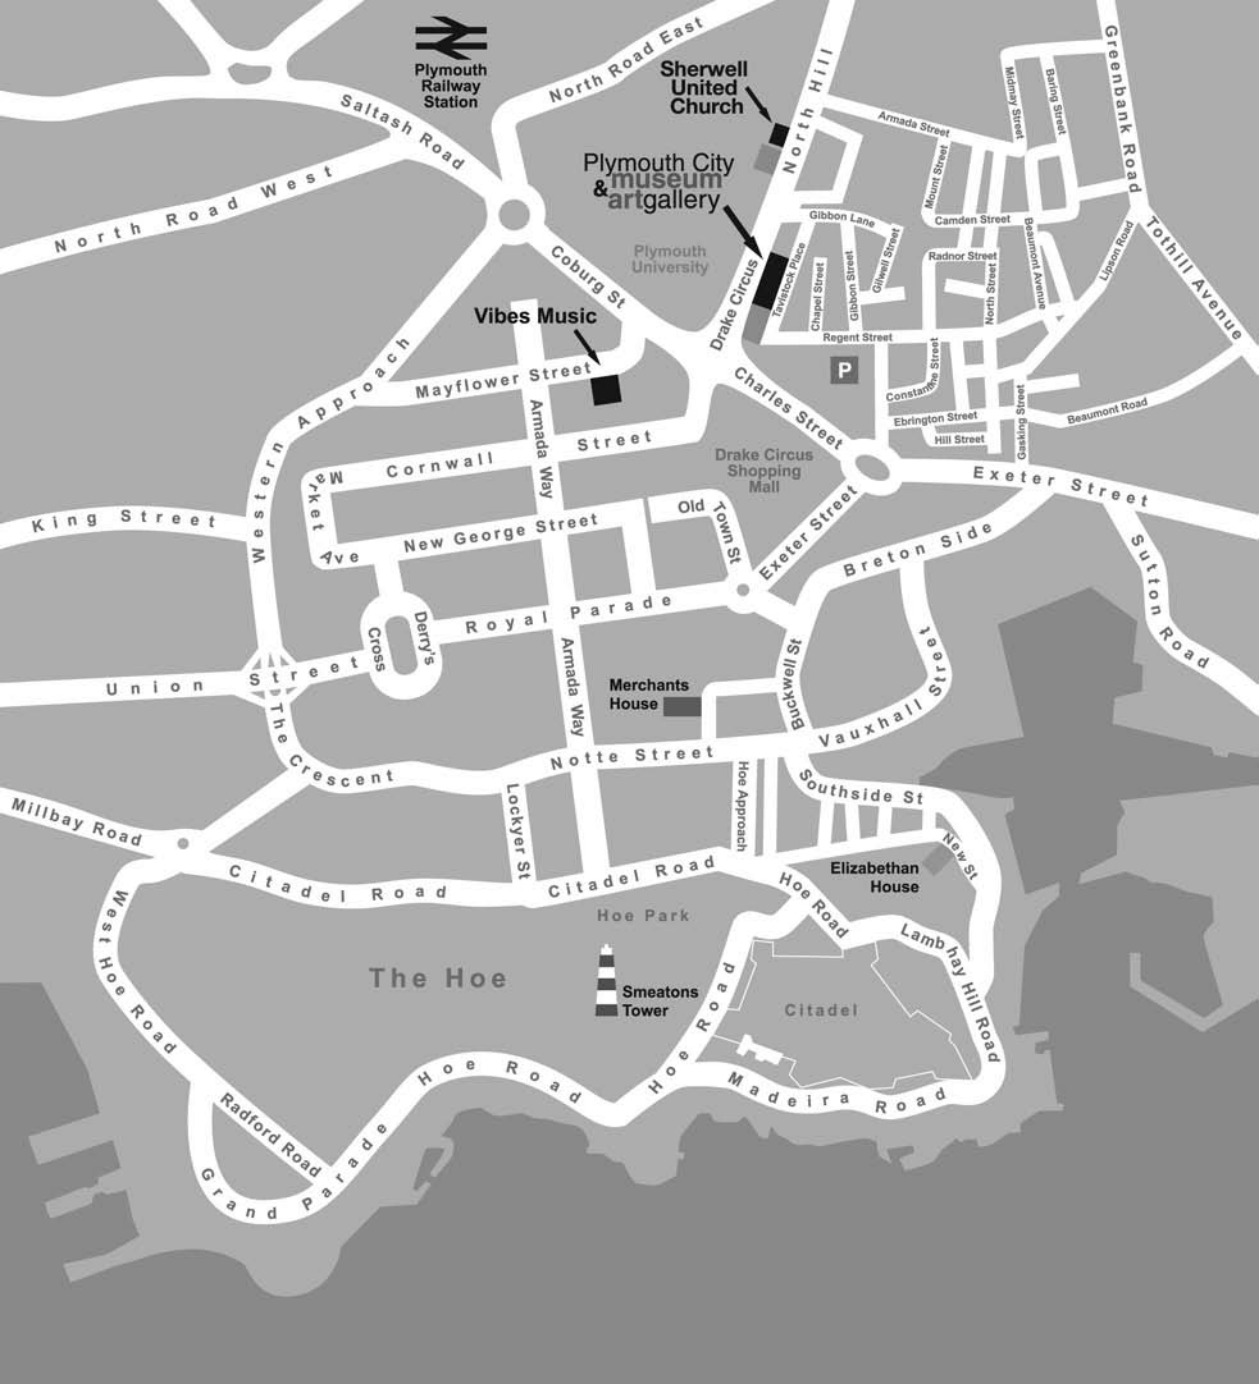 Plymouth
Railway
Station
North Road East
Sherwell
United
Church
North Hill
Greenbank Road
Saltash Road
Armada Street
Midmay Street
Baring Street
North Road West
Plymouth City
& museum
artgallery
Mount Street
Gibbon Lane
Camden Street
Tothill Avenue
Plymouth
University
Coburg St
Drake Circus
Tavistock Place
Chapel Street
Gibbon Street
Gilwell Street
Radnor Street
North Street
Beaumont Avenue
Lipson Road
Vibes Music
Regent Street
P
Mayflower Street
Western Approach
Charles Street
Constantine Street
Ebrington Street
Hill Street
Gasking Street
Beaumont Road
Armada Way
Cornwall Street
Market Ave
Drake Circus
Shopping
Mall
Exeter Street
King Street
New George Street
Old Town St
Exeter Street
Breton Side
Sutton Road
Royal Parade
Derry's
Cross
Union Street
Armada Way
Merchants
House
Buckwell St
Vauxhall Street
The Crescent
Notte Street
Hoe Approach
Southside St
Lockyer St
Millbay Road
Citadel Road
Citadel Road
New St
Elizabethan
House
Hoe Road
West Hoe Road
Hoe Park
Lambhay Hill Road
The Hoe
Smeatons
Tower
Citadel
Hoe Road
Hoe Road
Madeira Road
Radford Road
Grand Parade